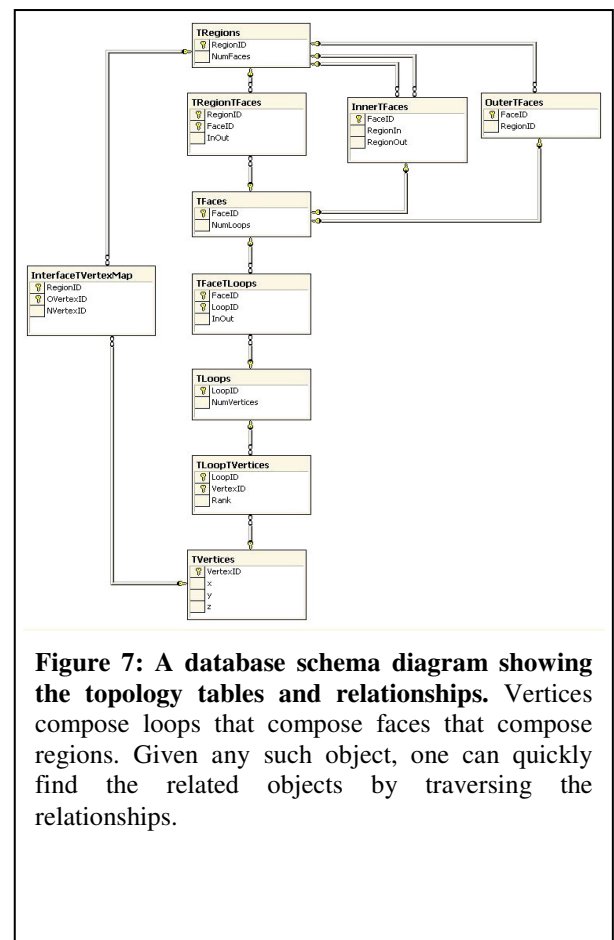 TRegions
RegionID
NumFaces
TRegionTFaces
RegionID
FaceID
InOut
InnerTFaces
FaceID
RegionIn
RegionOut
OuterTFaces
FaceID
RegionID
TFaces
FaceID
NumLoops
InterfaceTVertexMap
RegionID
OVertexID
NVertexID
TFaceTLoops
FaceID
LoopID
InOut
TLoops
LoopID
NumVertices
TLoopTVertices
LoopID
VertexID
Rank
TVertices
VertexID
x
y
z
Figure 7: A database schema diagram showing
the topology tables and relationships. Vertices
compose loops that compose faces that compose
regions. Given any such object, one can quickly
find the related objects by traversing the
relationships.